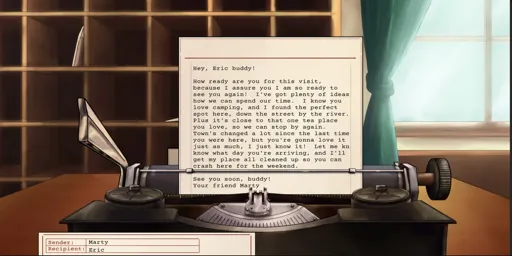 Hey, Eric buddy!
How ready are you for this visit,
because I assure you I am so ready to
see you again!  I've got plenty of ideas
how we can spend our time.  I know you
love camping, and I found the perfect
spot here, down the street by the river.
Plus it's close to that one tea place
you love, so we can stop by again.
Town's changed a lot since the last time
you were here, but you're gonna love it
just as much, I just know it!  Let me kn
know what day you're arriving, and I'll
get my place all cleaned up so you can
crash here for the weekend.
See you soon, buddy!
Your friend Marty
Sender: Marty
Recipient: Eric